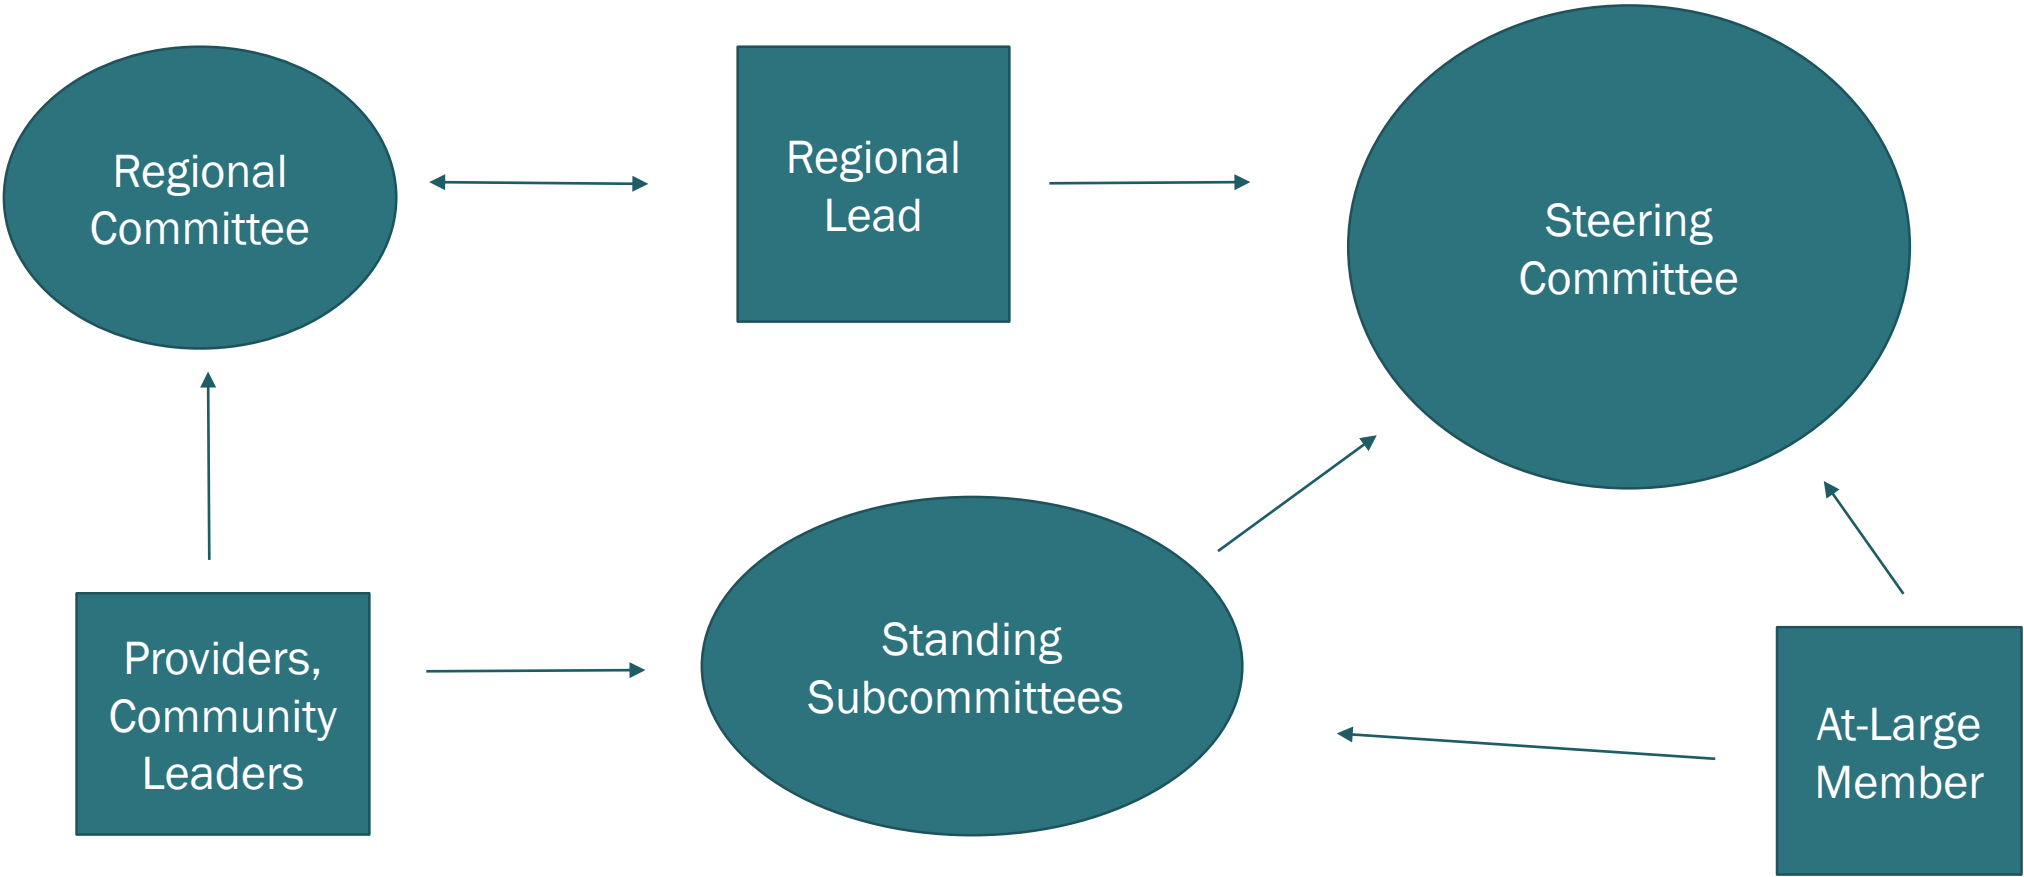 Regional
Committee
Regional
Lead
Steering
Committee
Providers,
Community
Leaders
Standing
Subcommittees
At-Large
Member